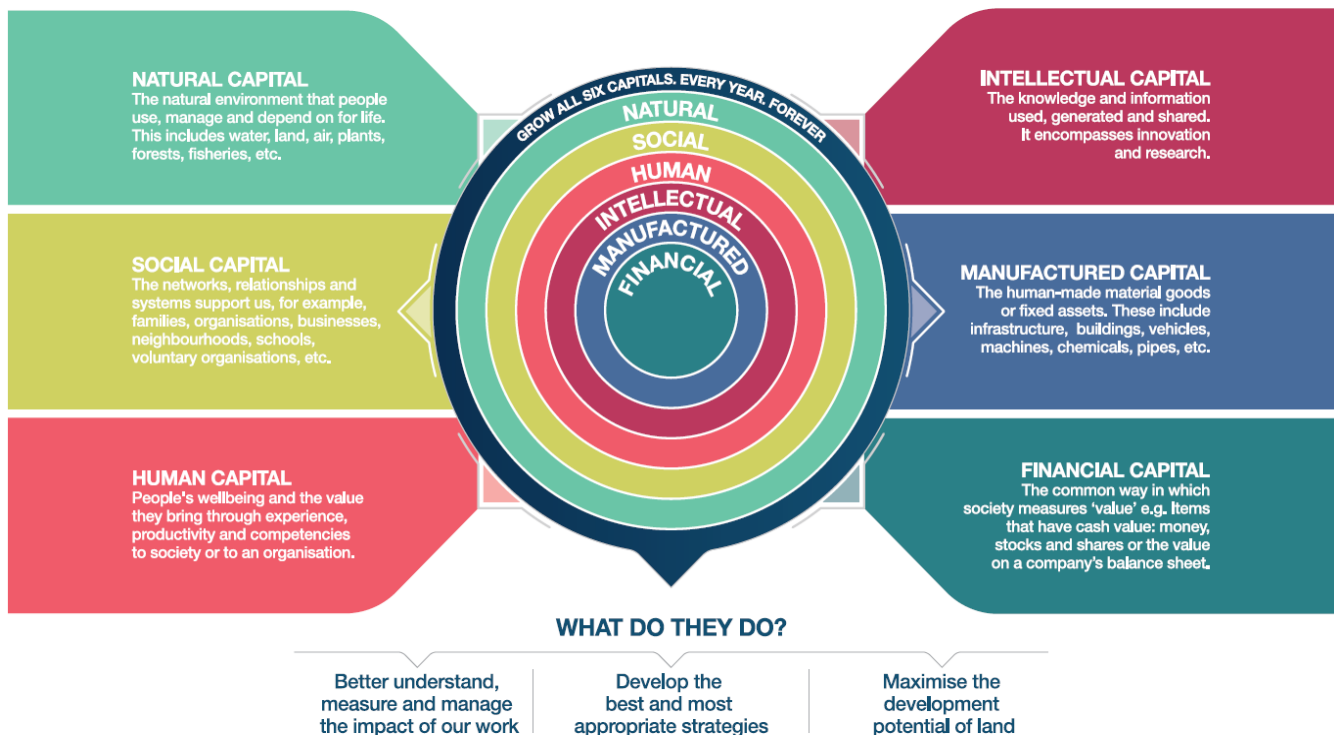 NATURAL CAPITAL
The natural environment that people
use, manage and depend on for life.
This includes water, land, air, plants,
forests, fisheries, etc.
SOCIAL CAPITAL
The networks, relationships and
systems support us, for example,
families, organisations, businesses,
neighbourhoods, schools,
voluntary organisations, etc.
HUMAN CAPITAL
People's wellbeing and the value
they bring through experience,
productivity and competencies
to society or to an organisation.
GROW ALL SIX CAPITALS. EVERY YEAR. FOREVER
NATURAL
SOCIAL
HUMAN
INTELLECTUAL
MANUFACTURED
FINANCIAL
INTELLECTUAL CAPITAL
The knowledge and information
used, generated and shared.
It encompasses innovation
and research.
MANUFACTURED CAPITAL
The human-made material goods
or fixed assets. These include
infrastructure, buildings, vehicles,
machines, chemicals, pipes, etc.
FINANCIAL CAPITAL
The common way in which
society measures ‘value’ e.g. Items
that have cash value: money,
stocks and shares or the value
on a company’s balance sheet.
WHAT DO THEY DO?
Better understand,
measure and manage
the impact of our work
Develop the
best and most
appropriate strategies
Maximise the
development
potential of land